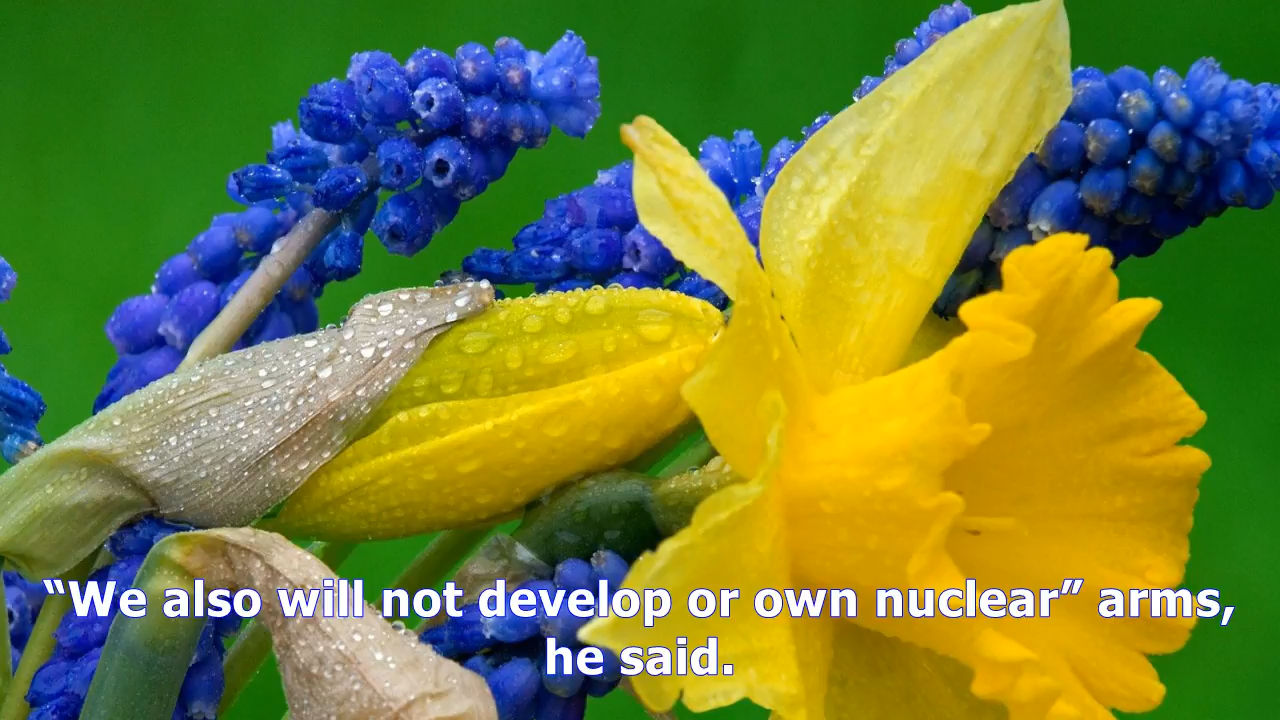 “We also will not develop or own nuclear” arms,
he said.